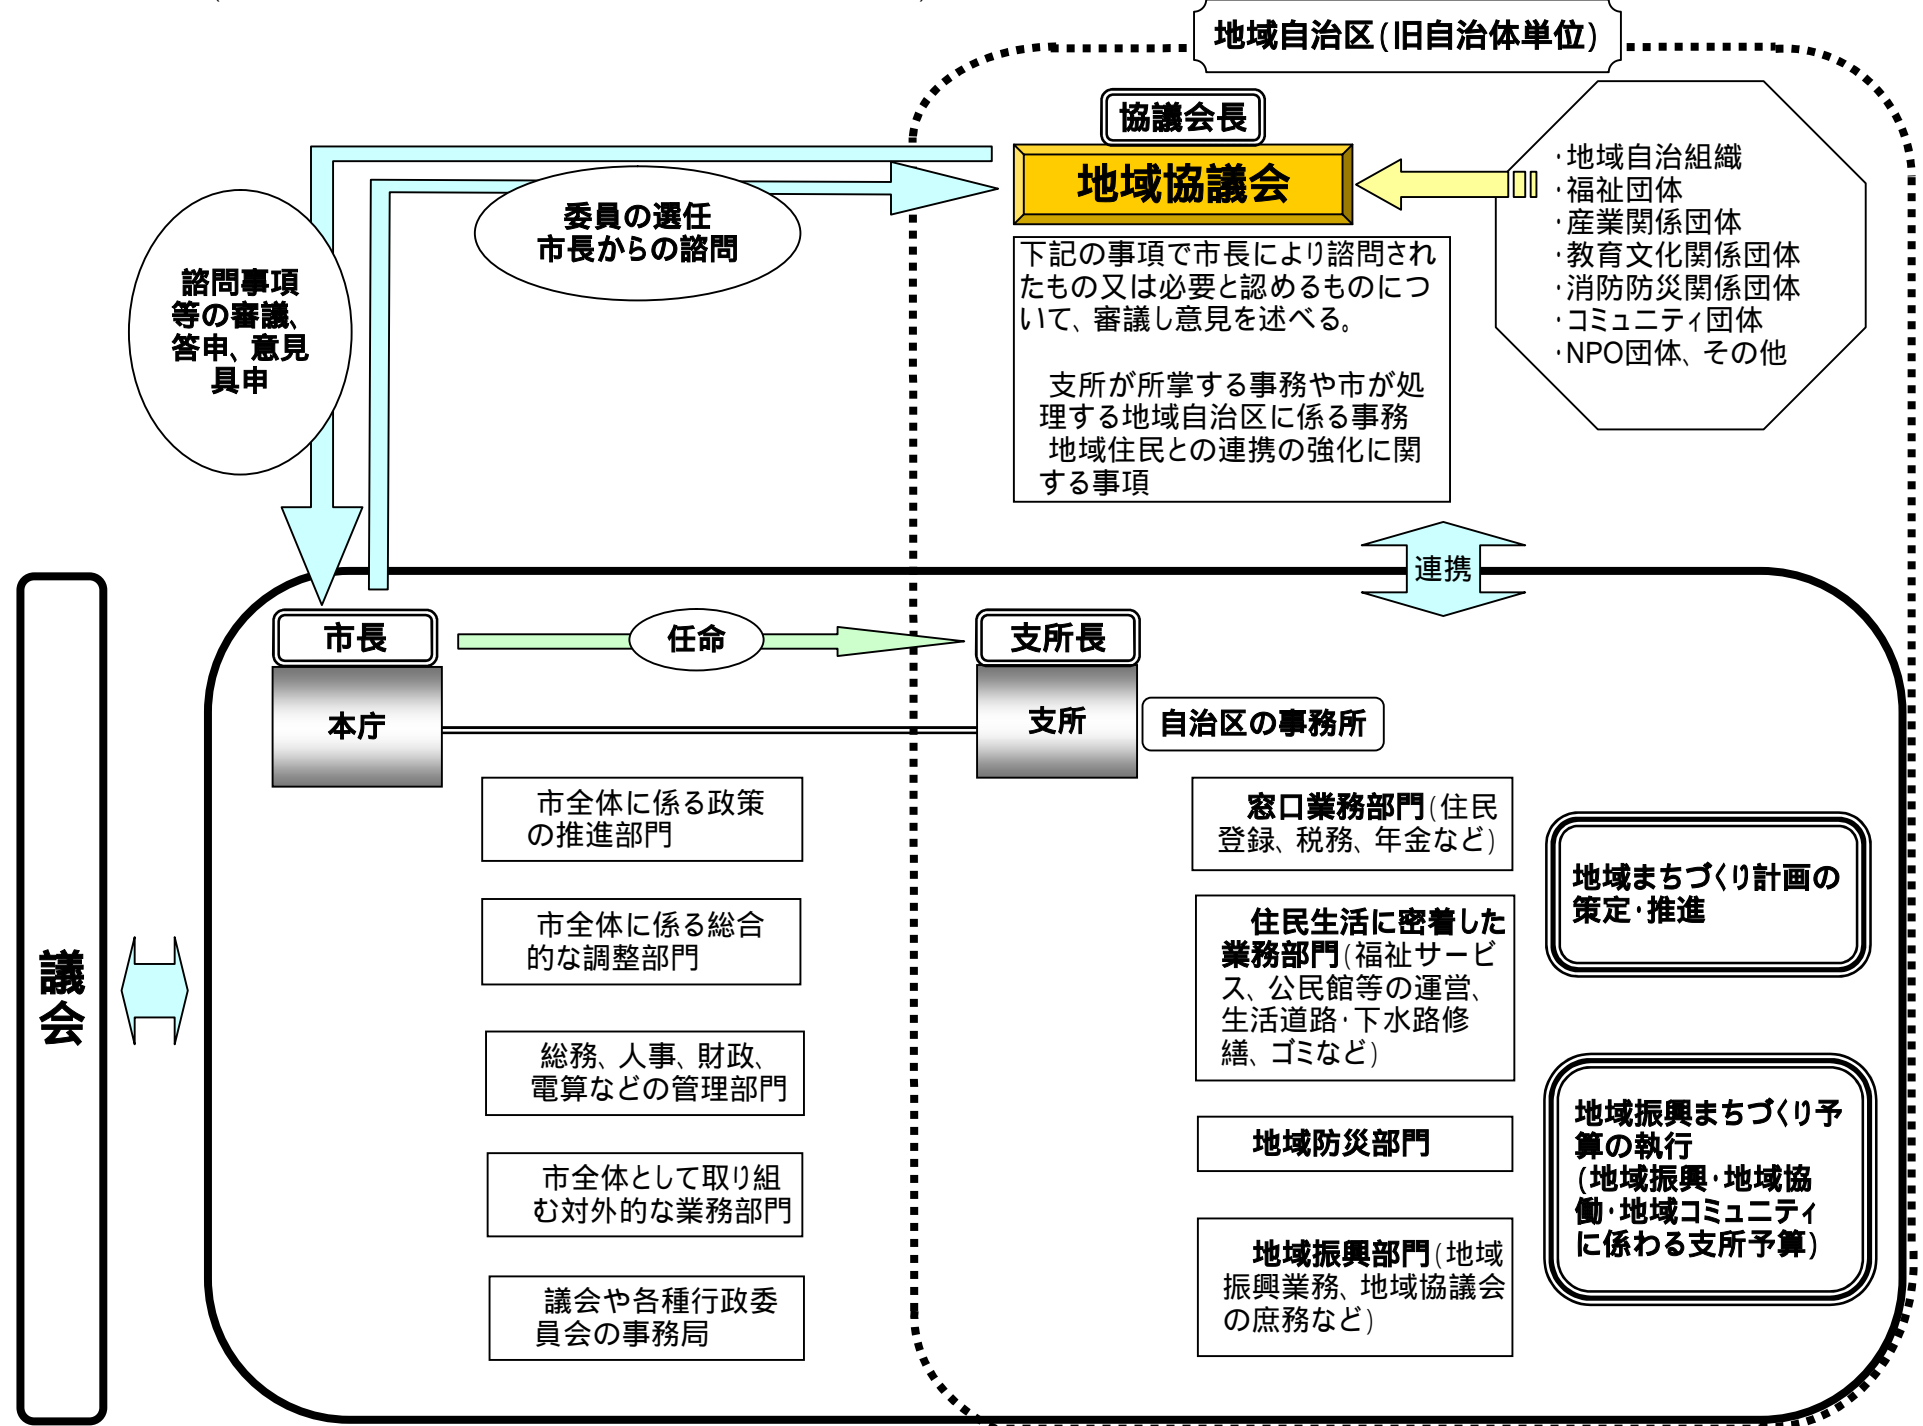 地域自治区(旧自治体単位)
協議会長
地域協議会
・地域自治組織
・福祉団体
・産業関係団体
・教育文化関係団体
・消防防災関係団体
・コミュニティ団体
・NPO団体、その他
委員の選任
市長からの諮問
諮問事項
等の審議、
答申、意見
具申
下記の事項で市長により諮問され
たもの又は必要と認めるものにつ
いて、審議し意見を述べる。
支所が所掌する事務や市が処
理する地域自治区に係る事務
地域住民との連携の強化に関
する事項
連携
市長
任命
支所長
本庁
支所
自治区の事務所
議
会
市全体に係る政策
の推進部門
市全体に係る総合
的な調整部門
総務、人事、財政、
電算などの管理部門
市全体として取り組
む対外的な業務部門
議会や各種行政委
員会の事務局
窓口業務部門(住民
登録、税務、年金など)
住民生活に密着した
業務部門(福祉サービ
ス、公民館等の運営、
生活道路・下水路修
繕、ゴミなど)
地域防災部門
地域振興部門(地域
振興業務、地域協議会
の庶務など)
地域まちづくり計画の
策定・推進
地域振興まちづくり予
算の執行
(地域振興・地域協
働・地域コミュニティ
に係わる支所予算)